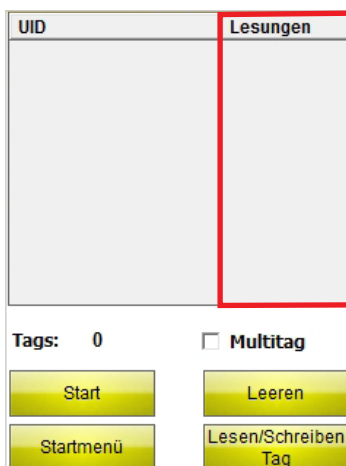 UID Lesungen
Tags: 0 Multitag
Start Leeren
Startmenü Lesen/Schreiben
Tag